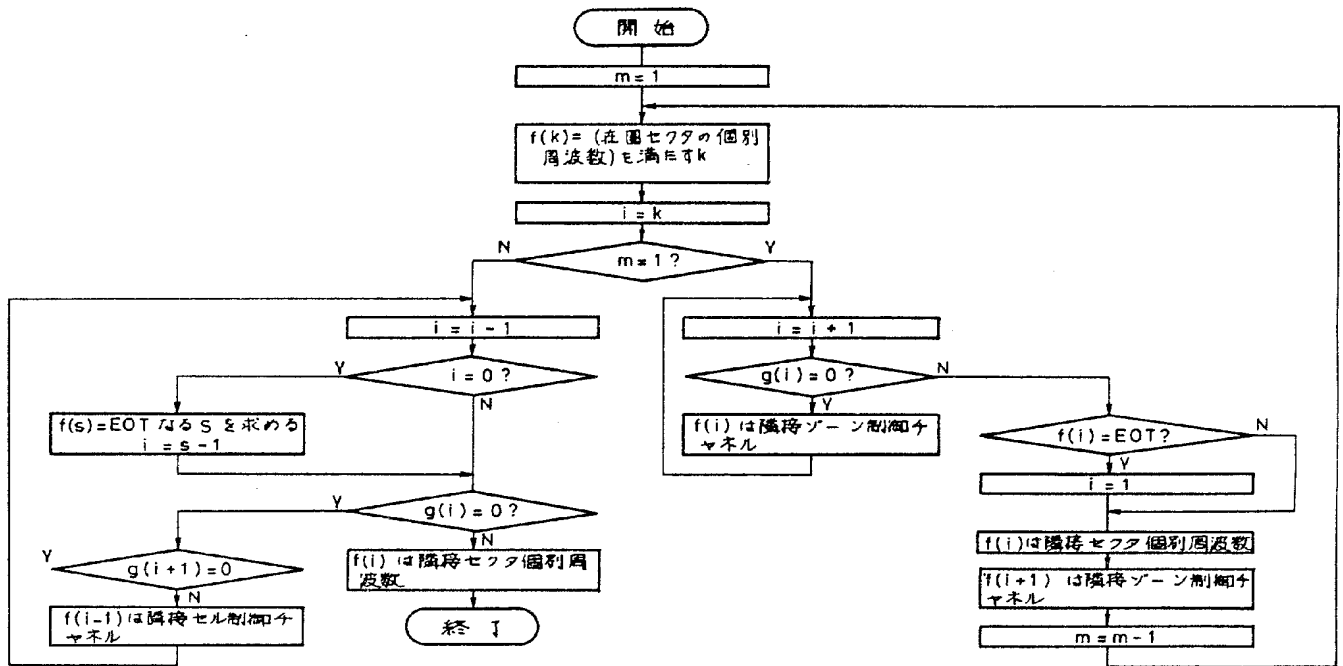 開始
m = 1
f(k)= (在圏セクタの個別
周波数)を満たすk
i = k
m = 1 ?
N
Y
i = i - 1
i = 0 ?
Y
N
f(s)=EOT なる S を求める
i = s - 1
g(i) = 0 ?
Y
N
g(i+1) = 0
Y
N
f(i-1)は隣接セル制御チ
ャネル
f(i) は隣接セクタ個別周
波数
終了
i = i + 1
g(i) = 0 ?
N
Y
f(i)は隣接ゾーン制御チ
ャネル
f(i) = EOT?
N
Y
i = 1
f(i)は隣接セクタ個別周波数
f(i+1) は隣接ゾーン制御チ
ャネル
m = m - 1